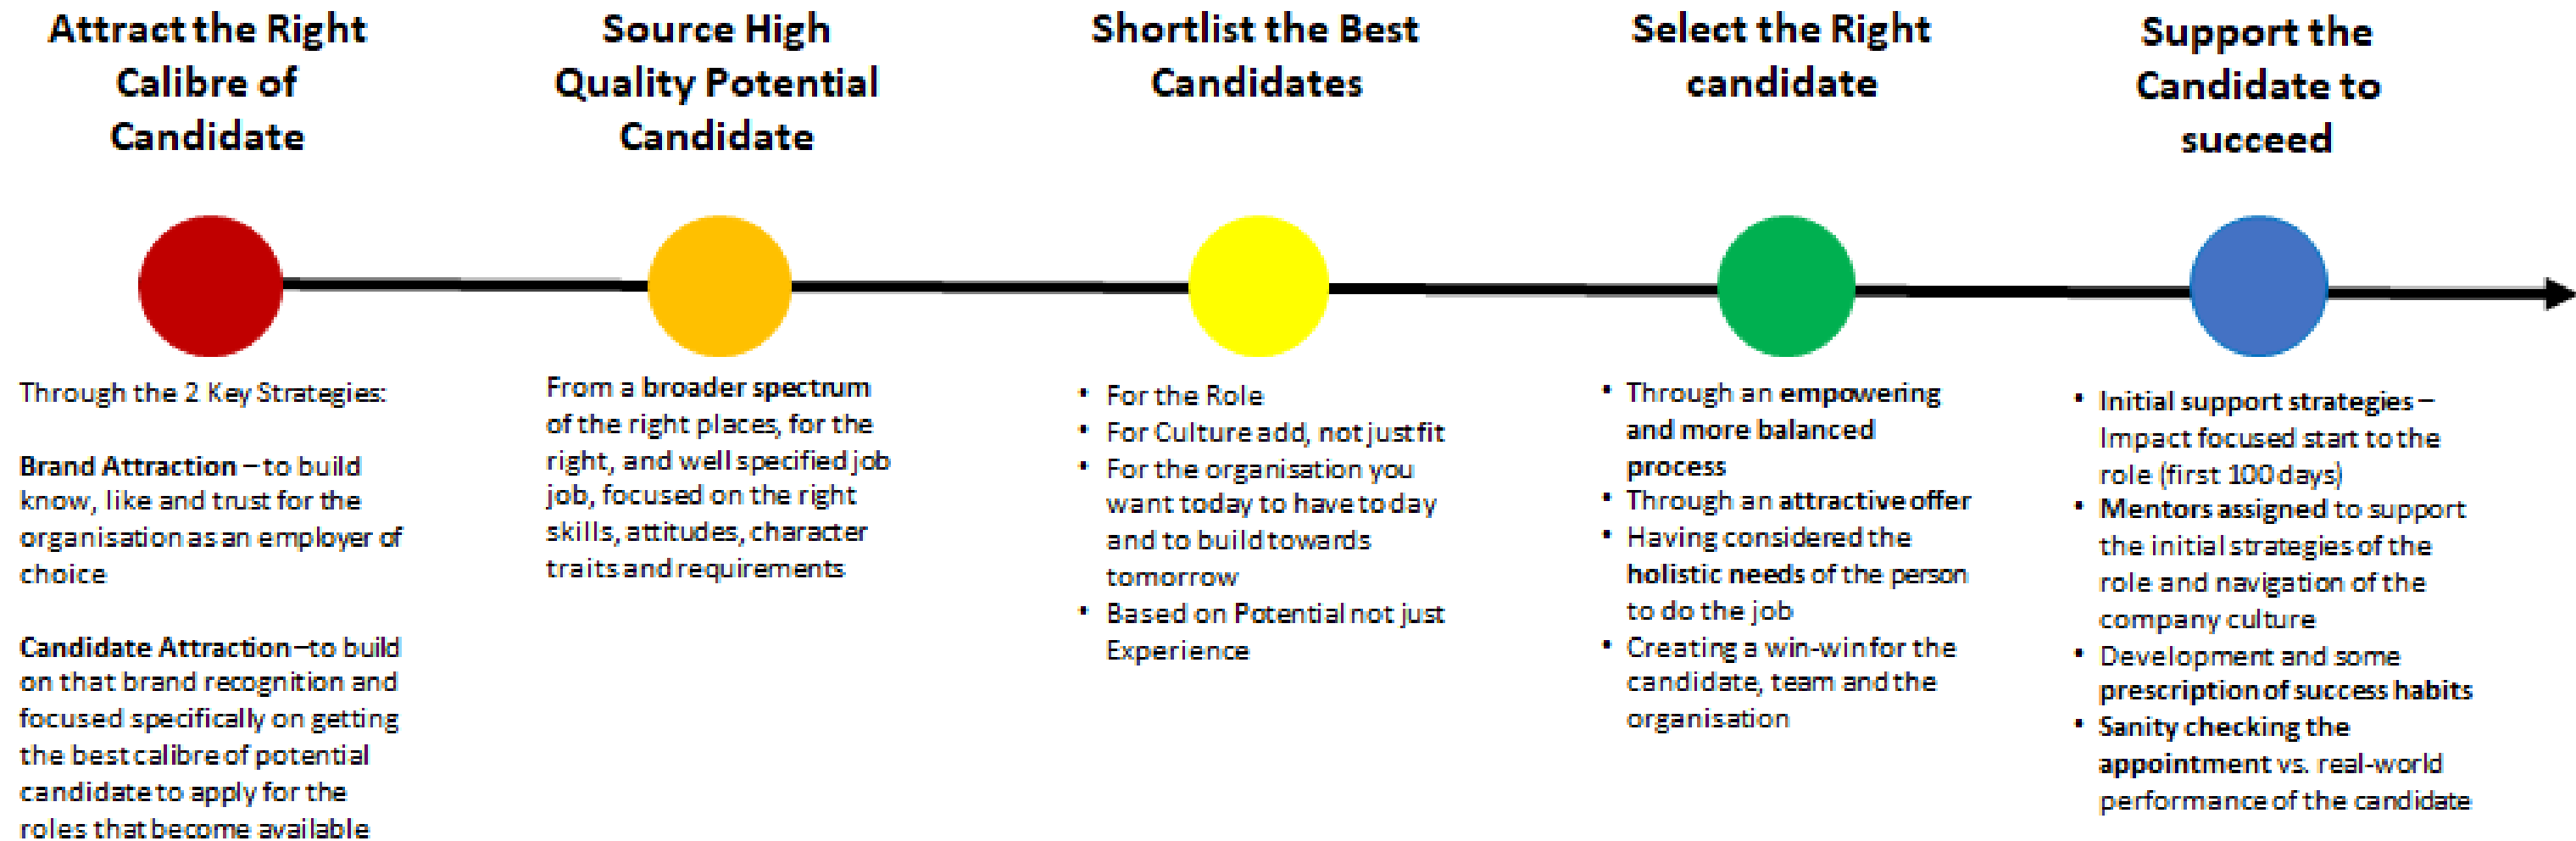 Attract the Right
Calibre of
Candidate
Source High
Quality Potential
Candidate
Shortlist the Best
Candidates
Select the Right
candidate
Support the
Candidate to
succeed
Through the 2 Key Strategies:
Brand Attraction – to build
know, like and trust for the
organisation as an employer of
choice
Candidate Attraction – to build
on that brand recognition and
focused specifically on getting
the best calibre of potential
candidate to apply for the
roles that become available
From a broader spectrum
of the right places, for the
right, and well specified job
job, focused on the right
skills, attitudes, character
traits and requirements
• For the Role
• For Culture add, not just fit
• For the organisation you
want today to have today
and to build towards
tomorrow
• Based on Potential not just
Experience
• Through an empowering
and more balanced
process
• Through an attractive offer
• Having considered the
holistic needs of the person
to do the job
• Creating a win-win for the
candidate, team and the
organisation
• Initial support strategies –
Impact focused start to the
role (first 100 days)
• Mentors assigned to support
the initial strategies of the
role and navigation of the
company culture
• Development and some
prescription of success habits
• Sanity checking the
appointment vs. real-world
performance of the candidate